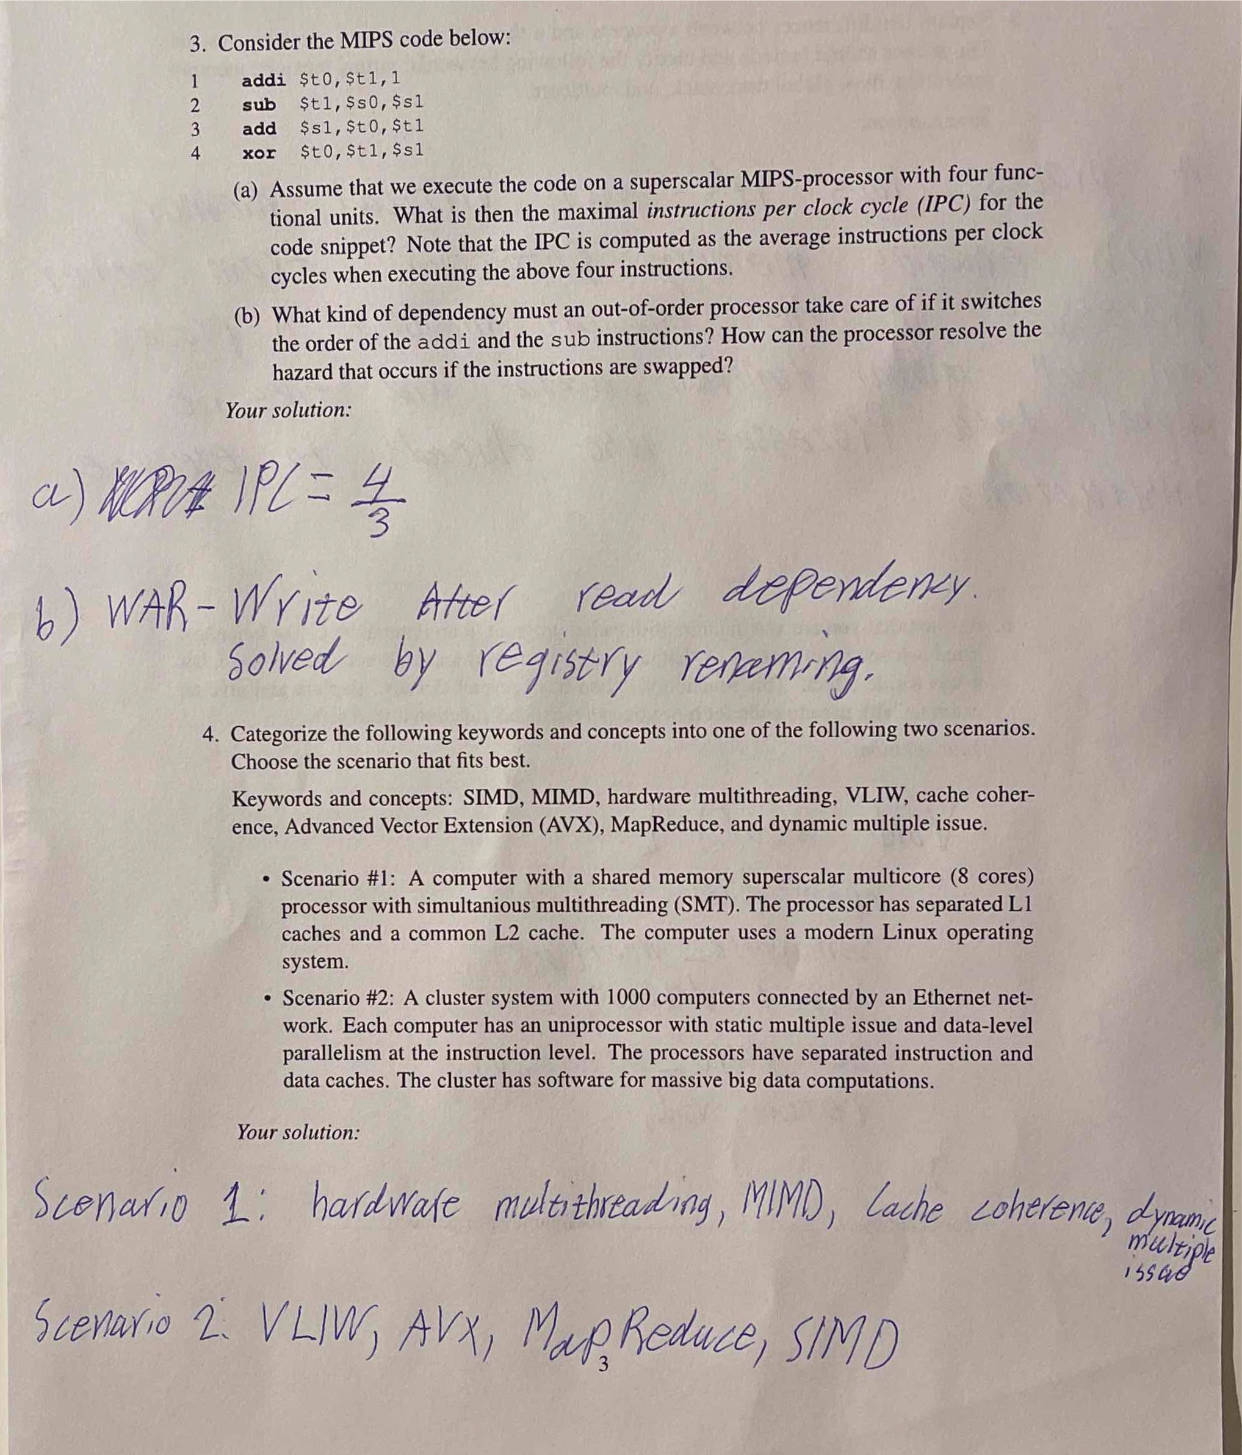 3. Consider the MIPS code below:
1 addi $t0,$t1,1
2 sub $t1,$s0,$s1
3 add $s1,$t0,$t1
4 xor $t0,$t1,$s1
(a) Assume that we execute the code on a superscalar MIPS-processor with four func-
tional units. What is then the maximal instructions per clock cycle (IPC) for the
code snippet? Note that the IPC is computed as the average instructions per clock
cycles when executing the above four instructions.
(b) What kind of dependency must an out-of-order processor take care of if it switches
the order of the addi and the sub instructions? How can the processor resolve the
hazard that occurs if the instructions are swapped?
Your solution:
a) IPC = 4/3
b) WAR - Write After read dependency.
Solved by registry renaming.
4. Categorize the following keywords and concepts into one of the following two scenarios.
Choose the scenario that fits best.
Keywords and concepts: SIMD, MIMD, hardware multithreading, VLIW, cache coher-
ence, Advanced Vector Extension (AVX), MapReduce, and dynamic multiple issue.
• Scenario #1: A computer with a shared memory superscalar multicore (8 cores)
processor with simultanious multithreading (SMT). The processor has separated L1
caches and a common L2 cache. The computer uses a modern Linux operating
system.
• Scenario #2: A cluster system with 1000 computers connected by an Ethernet net-
work. Each computer has an uniprocessor with static multiple issue and data-level
parallelism at the instruction level. The processors have separated instruction and
data caches. The cluster has software for massive big data computations.
Your solution:
Scenario 1: hardware multithreading, MIMD, Cache coherence, dynamic
multiple
issue
Scenario 2: VLIW, AVX, MapReduce, SIMD
3